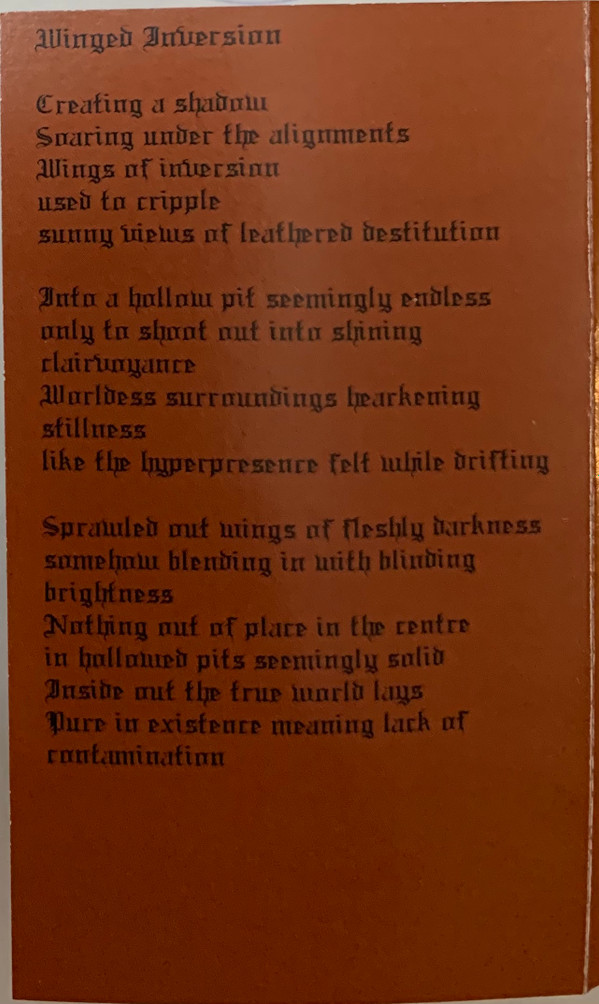 Winged Inversion
Creating a shadow
Soaring under the alignments
Wings of inversion
used to cripple
sunny views of leathered destitution
Into a hollow pit seemingly endless
only to shoot out into shining
clairvoyance
Worldess surroundings hearkening
stillness
like the hyperpresence felt while drifting
Sprawled out wings of fleshly darkness
somehow blending in with blinding
brightness
Nothing out of place in the centre
in hollowed pits seemingly solid
Inside out the true world lays
Pure in existence meaning lack of
contamination